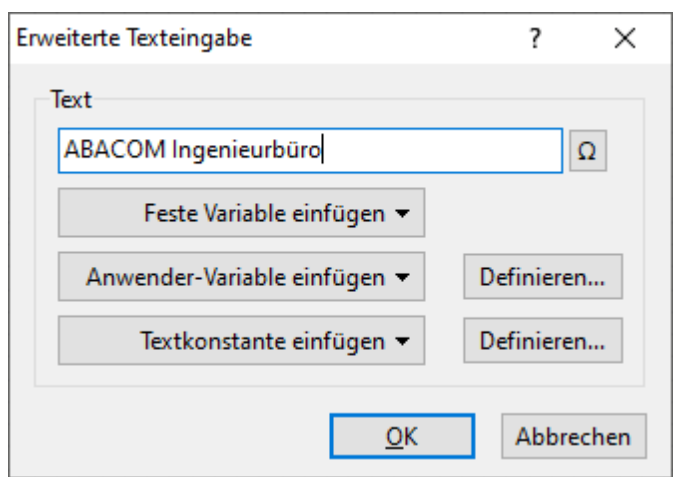 Erweiterte Texteingabe ? ×
Text
ABACOM Ingenieurbüro Ω
Feste Variable einfügen
Anwender-Variable einfügen Definieren...
Textkonstante einfügen Definieren...
OK Abbrechen